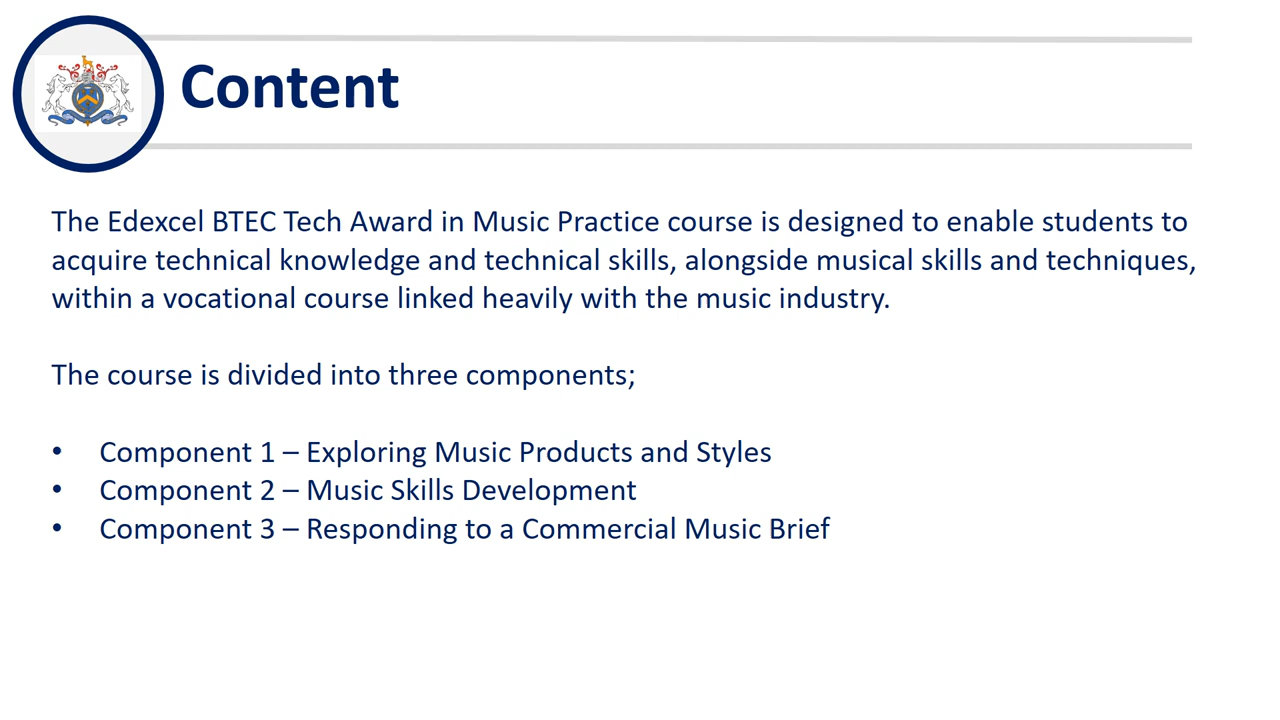 Content
The Edexcel BTEC Tech Award in Music Practice course is designed to enable students to
acquire technical knowledge and technical skills, alongside musical skills and techniques,
within a vocational course linked heavily with the music industry.
The course is divided into three components;
• Component 1 – Exploring Music Products and Styles
• Component 2 – Music Skills Development
• Component 3 – Responding to a Commercial Music Brief